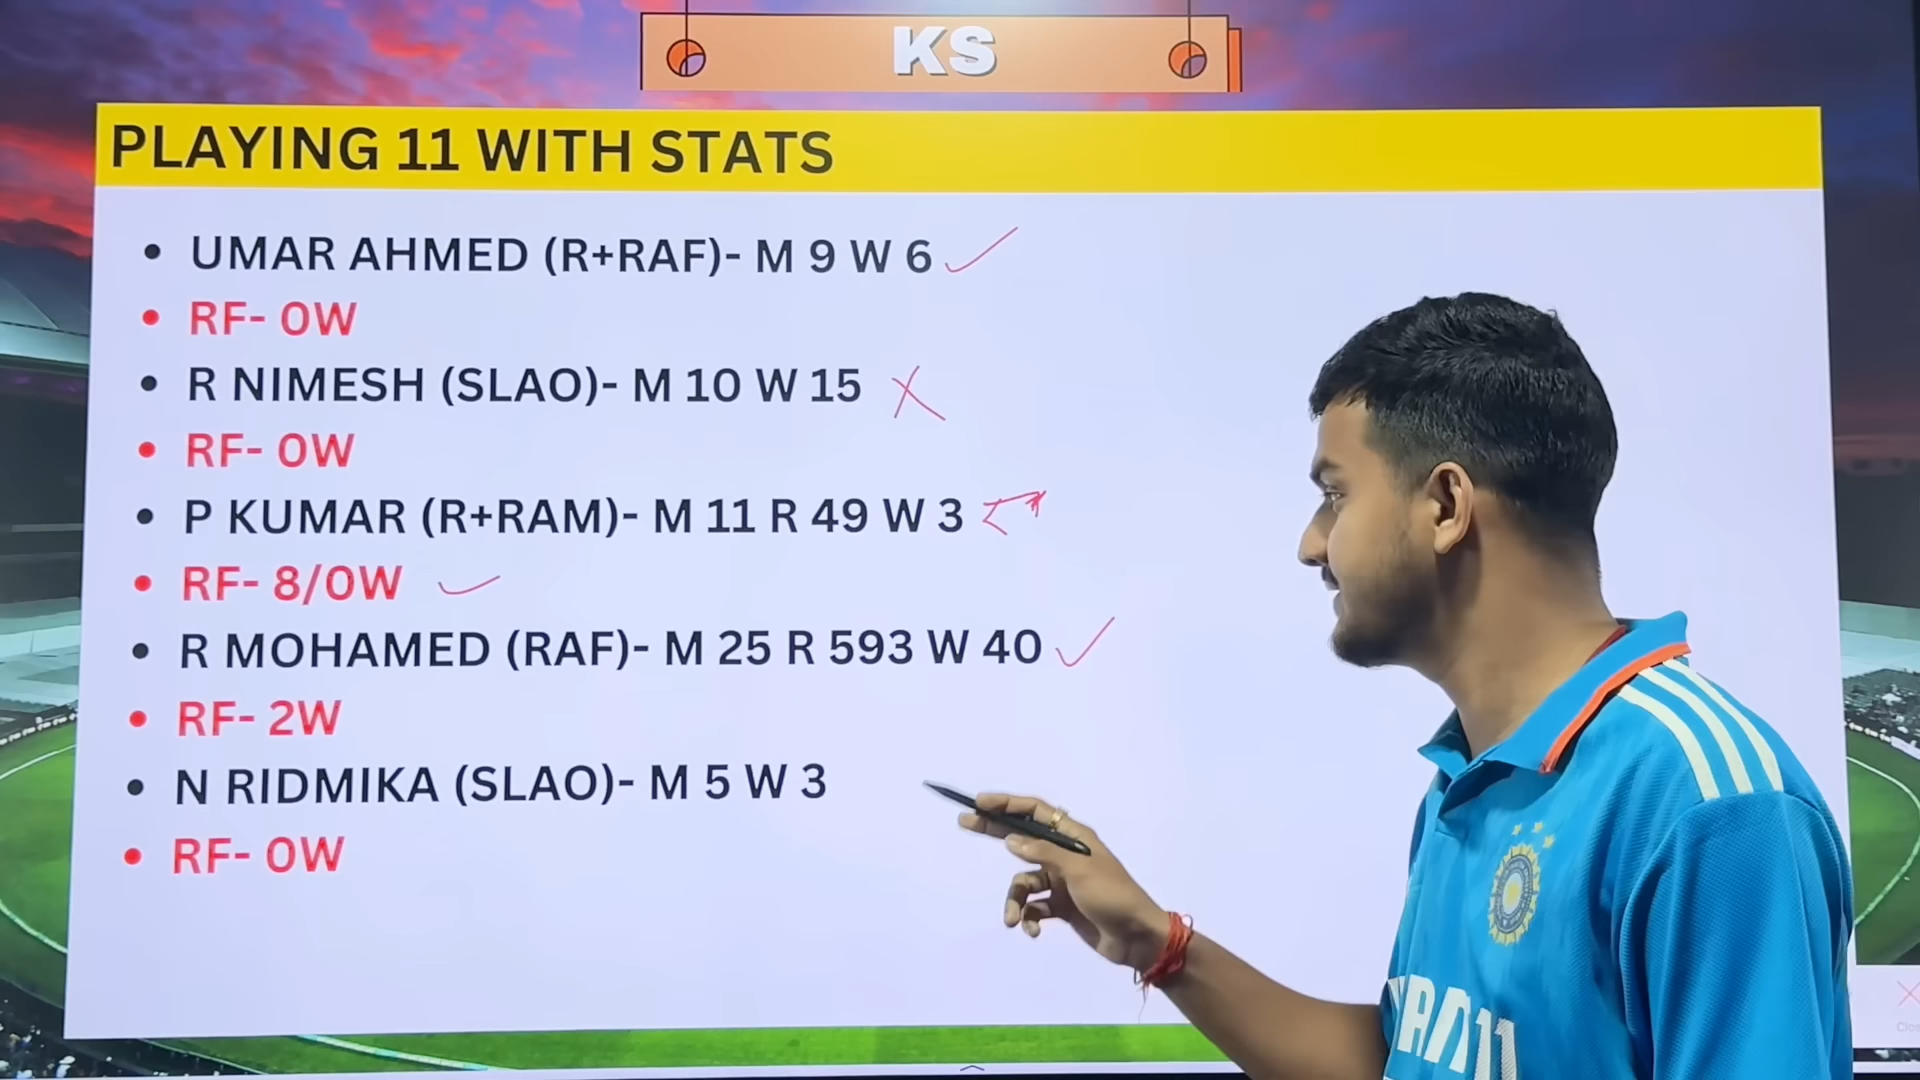 KS
PLAYING 11 WITH STATS
• UMAR AHMED (R+RAF)- M 9 W 6
• RF- 0W
• R NIMESH (SLAO)- M 10 W 15
• RF- 0W
• P KUMAR (R+RAM)- M 11 R 49 W 3
• RF- 8/0W
• R MOHAMED (RAF)- M 25 R 593 W 40
• RF- 2W
• N RIDMIKA (SLAO)- M 5 W 3
• RF- 0W